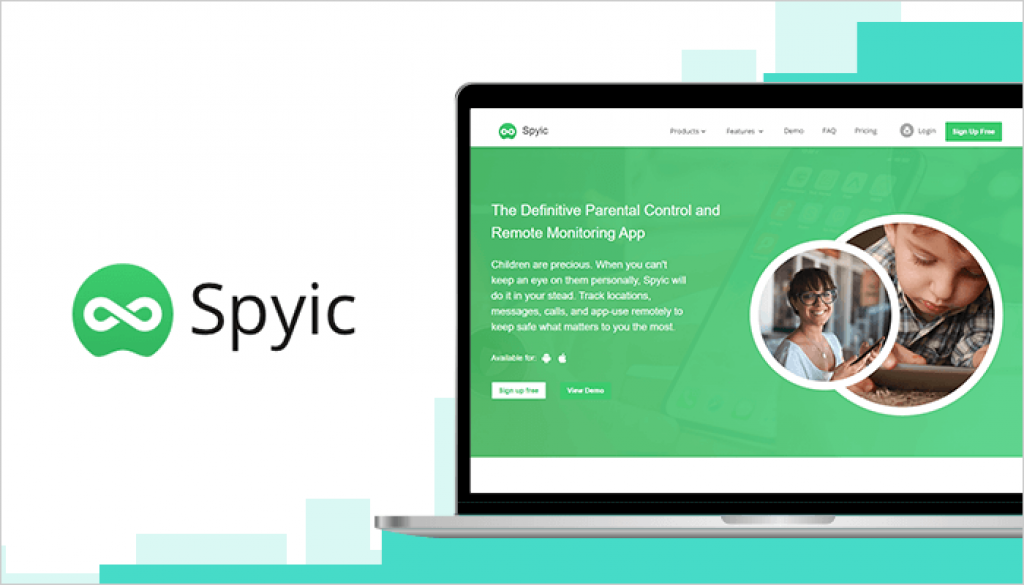 Spyic
Spyic
Products
Features
Demo
FAQ
Pricing
Login
Sign Up Free
The Definitive Parental Control and
Remote Monitoring App
Children are precious. When you can't
keep an eye on them personally, Spyic will
do it in your stead. Track locations,
messages, calls, and app-use remotely to
keep safe what matters to you the most.
Available for:
Sign up free
View Demo